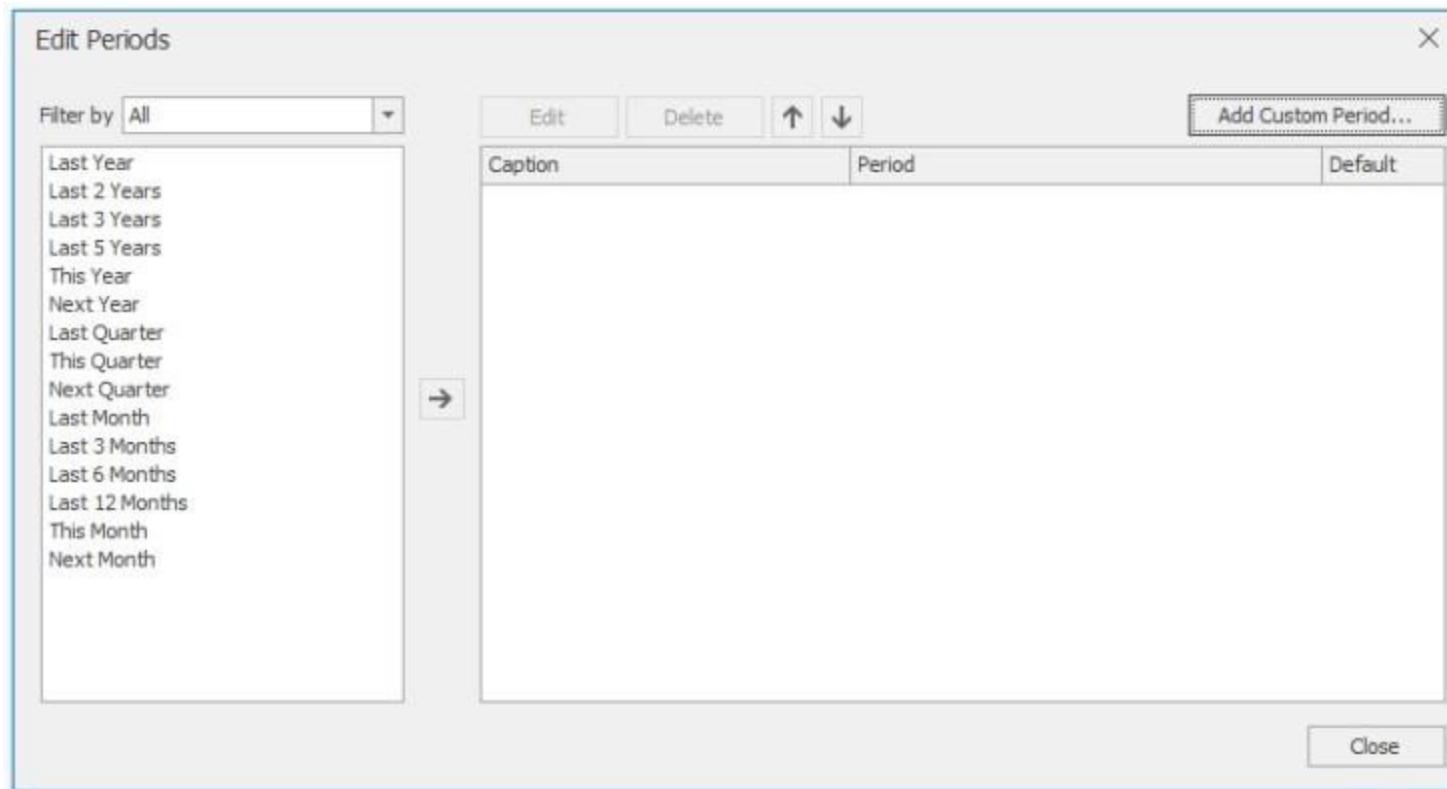 Edit Periods
Filter by All
Edit Delete Add Custom Period...
Last Year
Last 2 Years
Last 3 Years
Last 5 Years
This Year
Next Year
Last Quarter
This Quarter
Next Quarter
Last Month
Last 3 Months
Last 6 Months
Last 12 Months
This Month
Next Month
Caption Period Default
Close